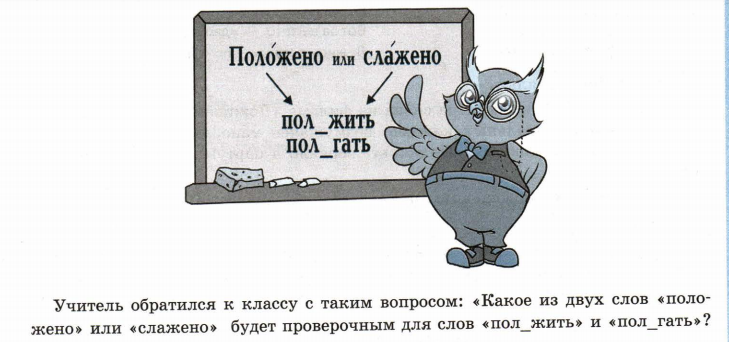 Поло́жено или сла́жено
пол_жить
пол_гать
Учитель обратился к классу с таким вопросом: «Какое из двух слов «поло-
жено» или «слажено» будет проверочным для слов «пол_жить» и «пол_гать»?